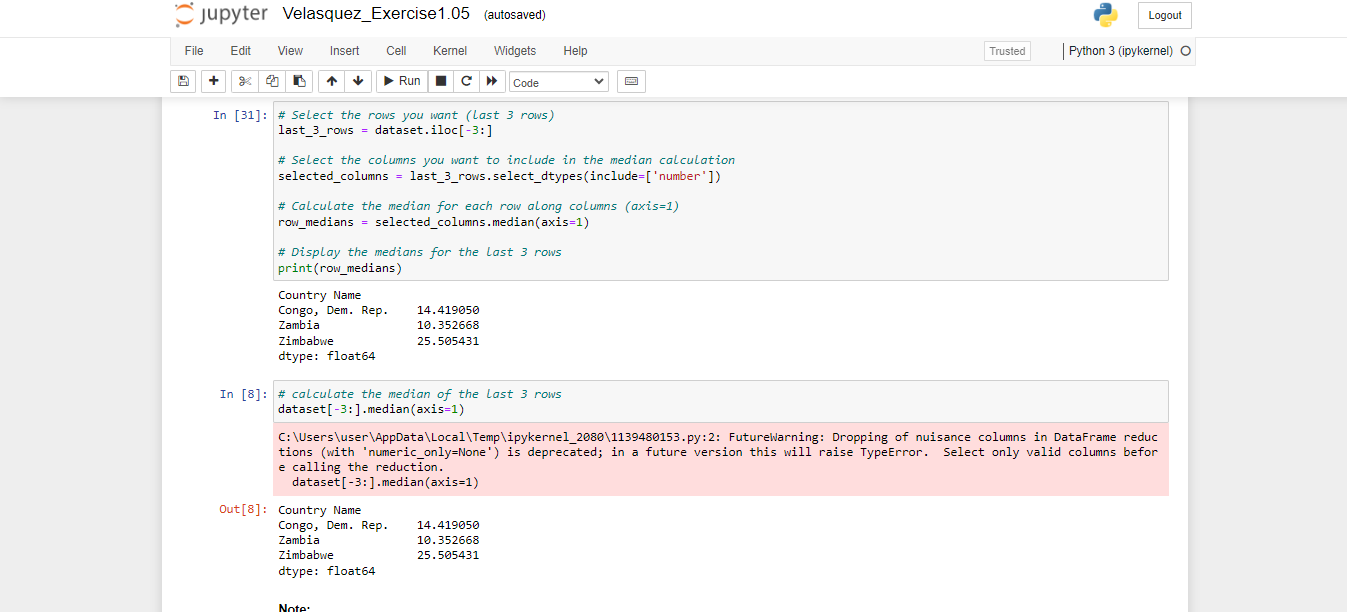 jupyter Velasquez_Exercise1.05 (autosaved)
Logout
File Edit View Insert Cell Kernel Widgets Help
Trusted
Python 3 (ipykernel)
Run
Code
In [31]:
# Select the rows you want (last 3 rows)
last_3_rows = dataset.iloc[-3:]
# Select the columns you want to include in the median calculation
selected_columns = last_3_rows.select_dtypes(include=['number'])
# Calculate the median for each row along columns (axis=1)
row_medians = selected_columns.median(axis=1)
# Display the medians for the last 3 rows
print(row_medians)
Country Name
Congo, Dem. Rep.    14.419050
Zambia              10.352668
Zimbabwe            25.505431
dtype: float64
In [8]:
# calculate the median of the last 3 rows
dataset[-3:].median(axis=1)
C:\Users\user\AppData\Local\Temp\ipykernel_2080\1139480153.py:2: FutureWarning: Dropping of nuisance columns in DataFrame reduc
tions (with 'numeric_only=None') is deprecated; in a future version this will raise TypeError.  Select only valid columns befor
e calling the reduction.
  dataset[-3:].median(axis=1)
Out[8]:
Country Name
Congo, Dem. Rep.    14.419050
Zambia              10.352668
Zimbabwe            25.505431
dtype: float64
Note: